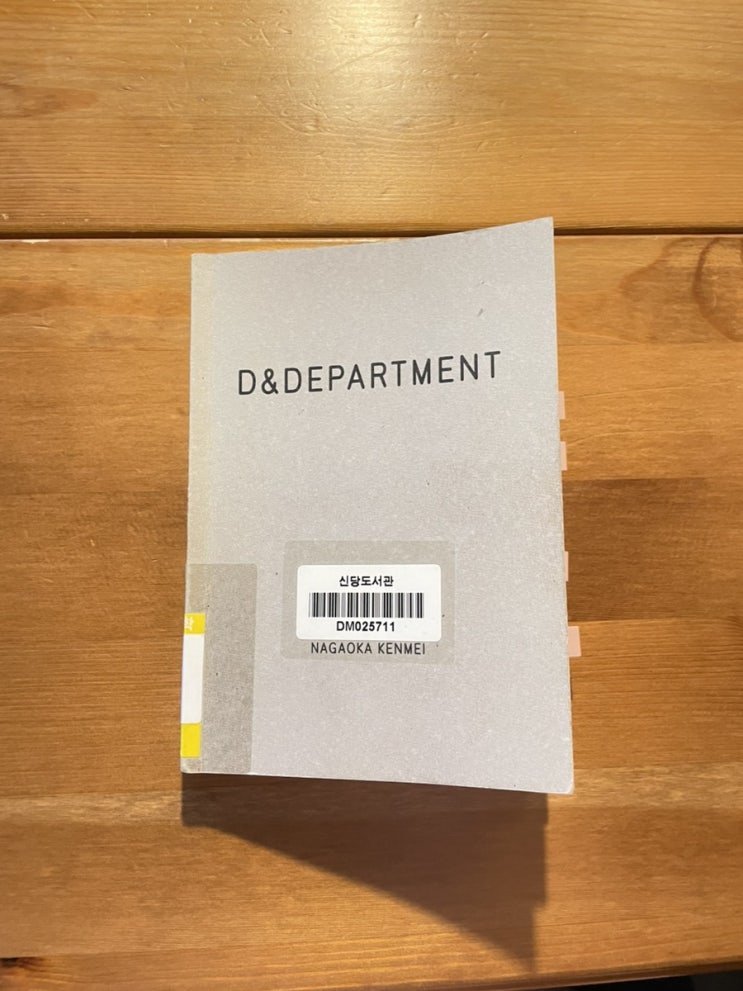 D&DEPARTMENT
신당도서관
DM025711
NAGAOKA KENMEI